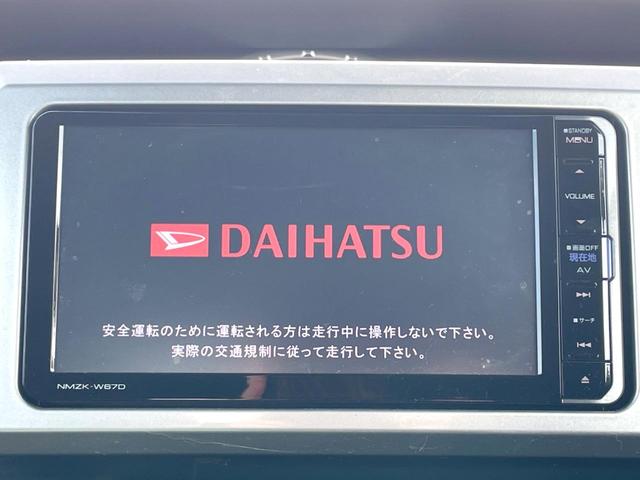 DAIHATSU
安全運転のために運転される方は走行中に操作しないで下さい。
実際の交通規制に従って走行して下さい。
NMZK-W67D
STANDBY
MENU
VOLUME
画面OFF
現在地
AV
サーチ